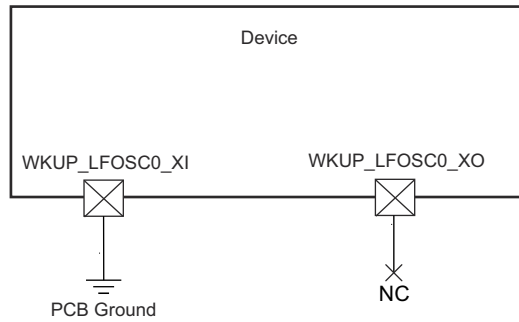 Device
WKUP_LFOSC0_XI
WKUP_LFOSC0_XO
PCB Ground
NC